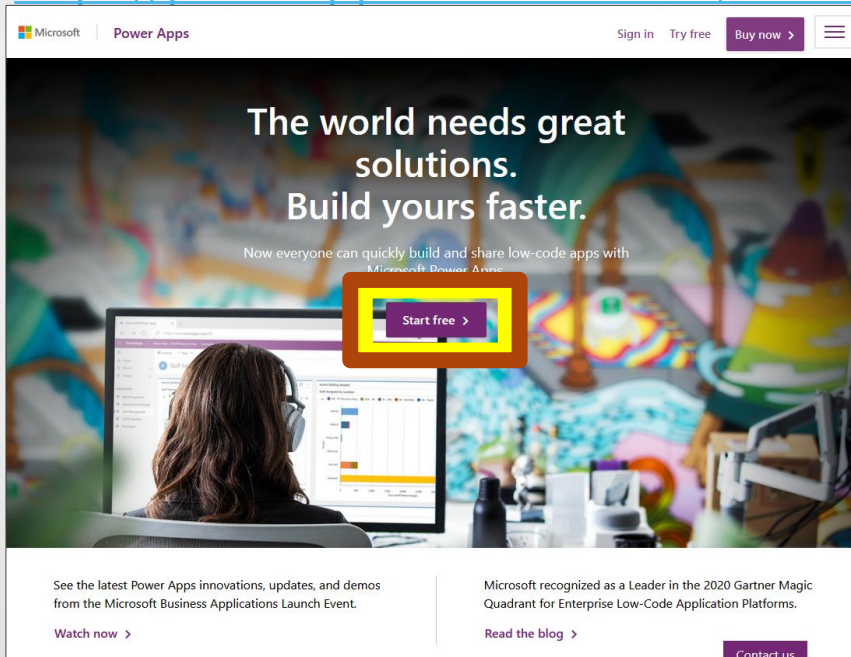 Microsoft Power Apps Sign in Try free Buy now >
The world needs great
solutions.
Build yours faster.
Now everyone can quickly build and share low-code apps with
Microsoft Power Apps
Start free >
See the latest Power Apps innovations, updates, and demos
from the Microsoft Business Applications Launch Event.
Watch now >
Microsoft recognized as a Leader in the 2020 Gartner Magic
Quadrant for Enterprise Low-Code Application Platforms.
Read the blog >
Contact us